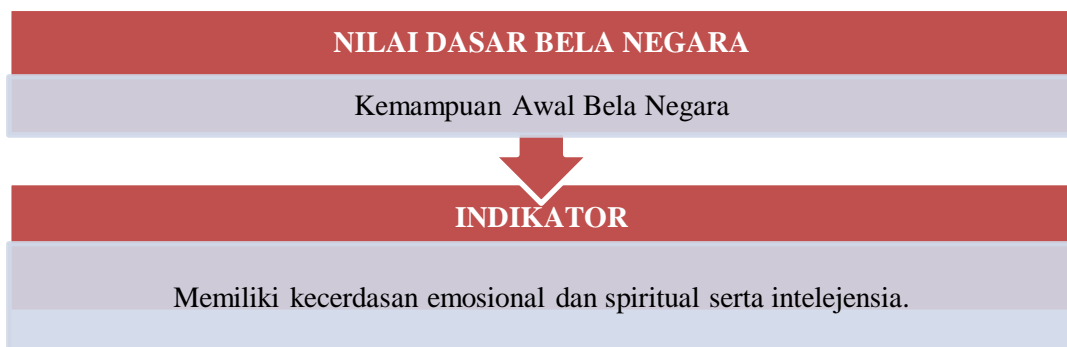 NILAI DASAR BELA NEGARA
Kemampuan Awal Bela Negara
INDIKATOR
Memiliki kecerdasan emosional dan spiritual serta intelejensia.